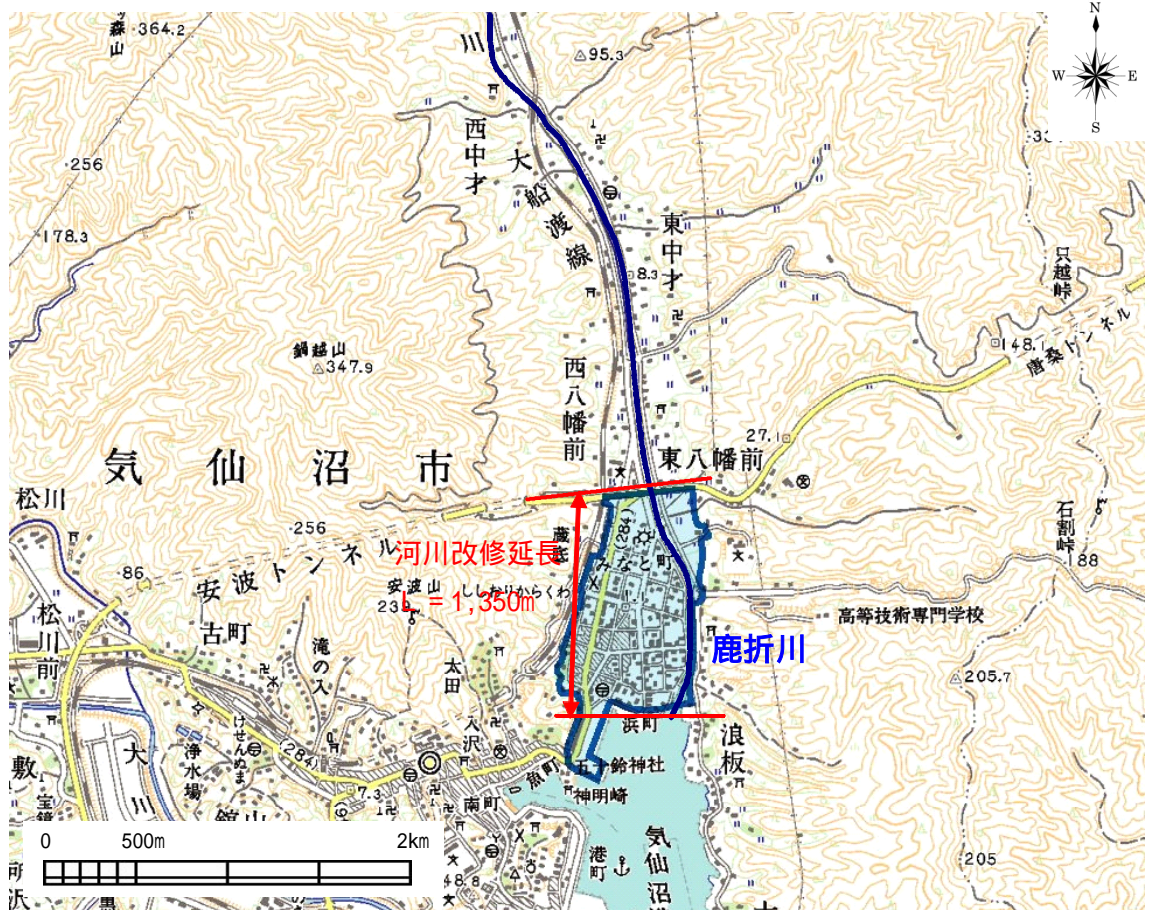 N
W E
S
森山
・364.2
95.3
・256
・178.3
西中才
大船渡線
東中才
8.3
只越峠
148.1
唐桑トンネル
鍋越山
347.9
西八幡前
27.1
気仙沼市
東八幡前
松川
・256
安波トンネル
蔵底
(284)
みなと町
石割峠
188
河川改修延長
L = 1,350m
・86
安波山
ししおりからくわ
239
高等技術専門学校
松川前
古町
滝の入
太田
鹿折川
205.7
大川
浄水場
けせんぬま
(284)
入沢
浜町
浪板
魚町
五十鈴神社
神明崎
敷
7.3
南町
館山
港町
気仙沼
・205
0 500m 2km
48.8